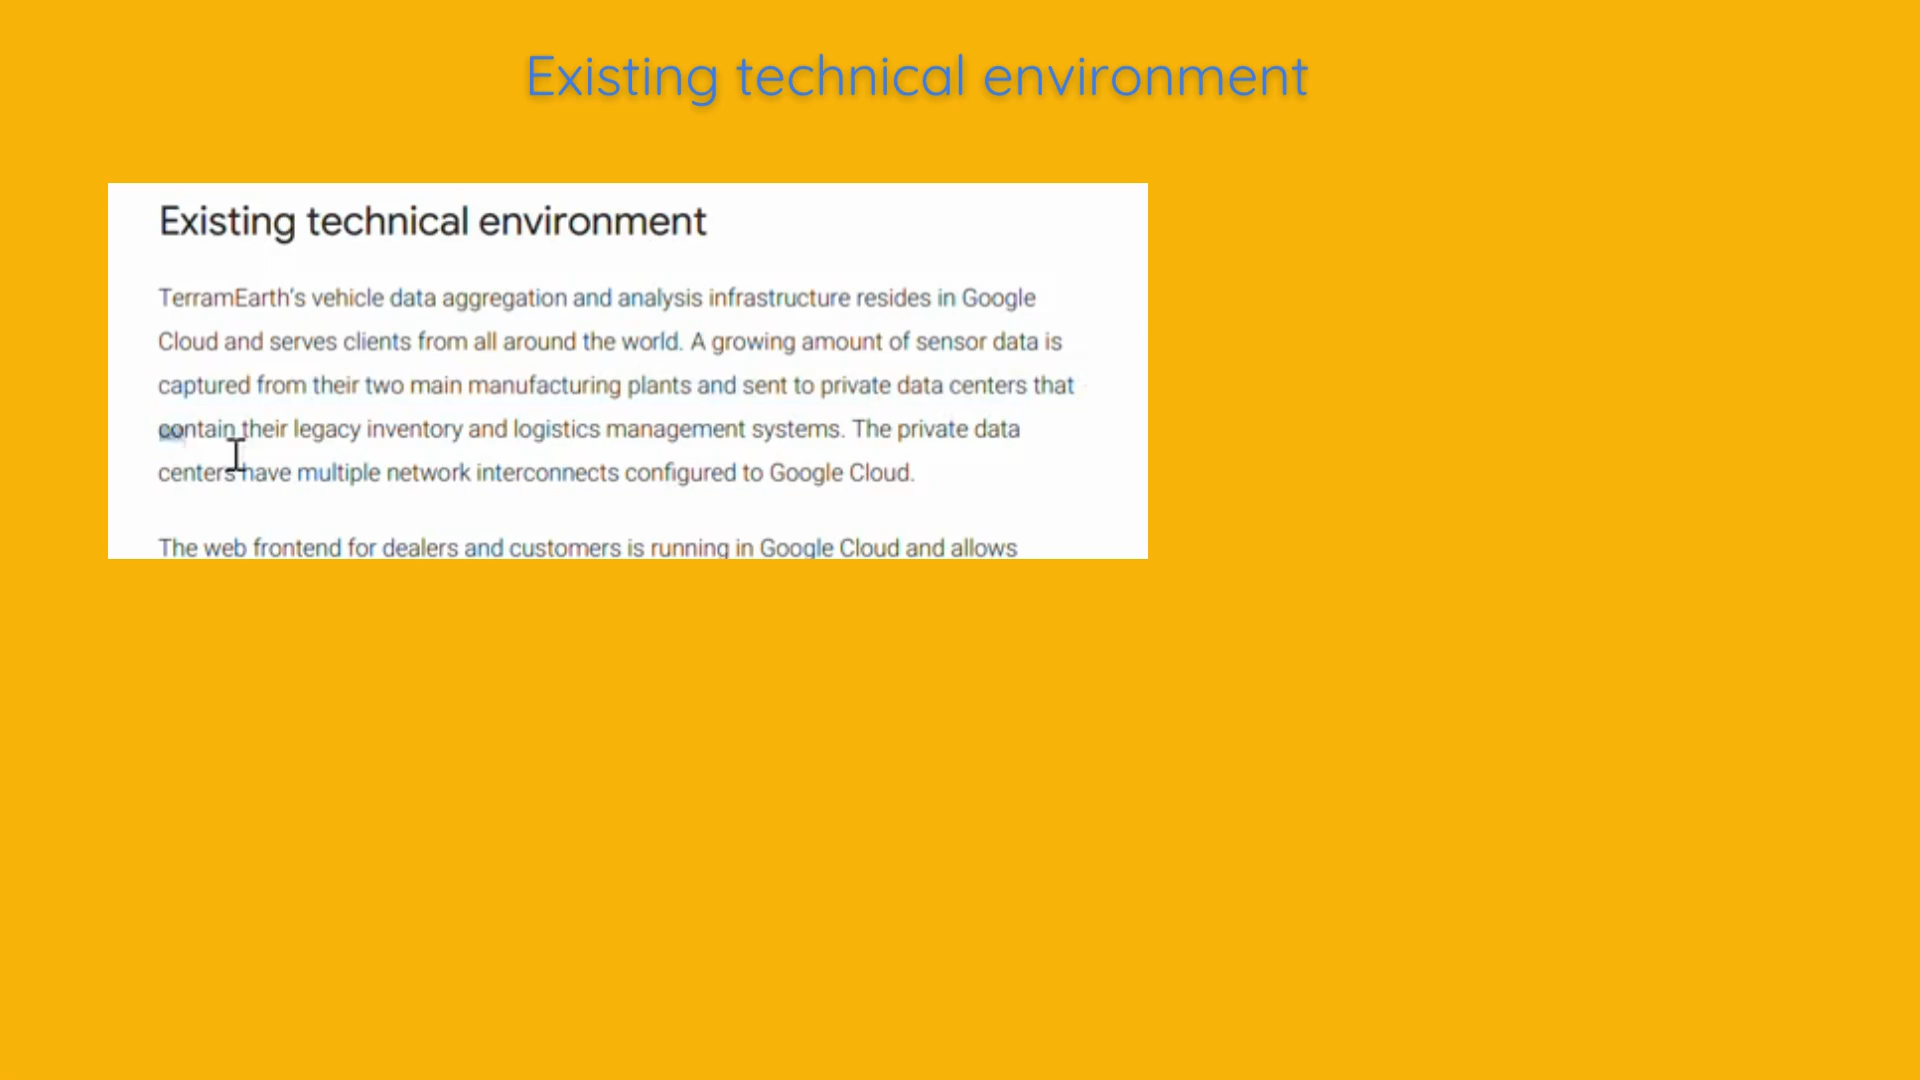 Existing technical environment
Existing technical environment
TerramEarth's vehicle data aggregation and analysis infrastructure resides in Google
Cloud and serves clients from all around the world. A growing amount of sensor data is
captured from their two main manufacturing plants and sent to private data centers that
contain their legacy inventory and logistics management systems. The private data
centers have multiple network interconnects configured to Google Cloud.
The web frontend for dealers and customers is running in Google Cloud and allows